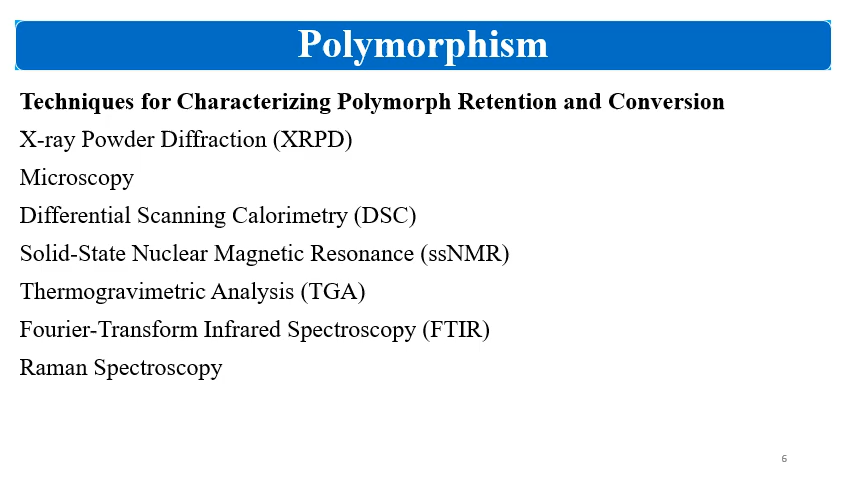 Polymorphism
Techniques for Characterizing Polymorph Retention and Conversion
X-ray Powder Diffraction (XRPD)
Microscopy
Differential Scanning Calorimetry (DSC)
Solid-State Nuclear Magnetic Resonance (ssNMR)
Thermogravimetric Analysis (TGA)
Fourier-Transform Infrared Spectroscopy (FTIR)
Raman Spectroscopy
6